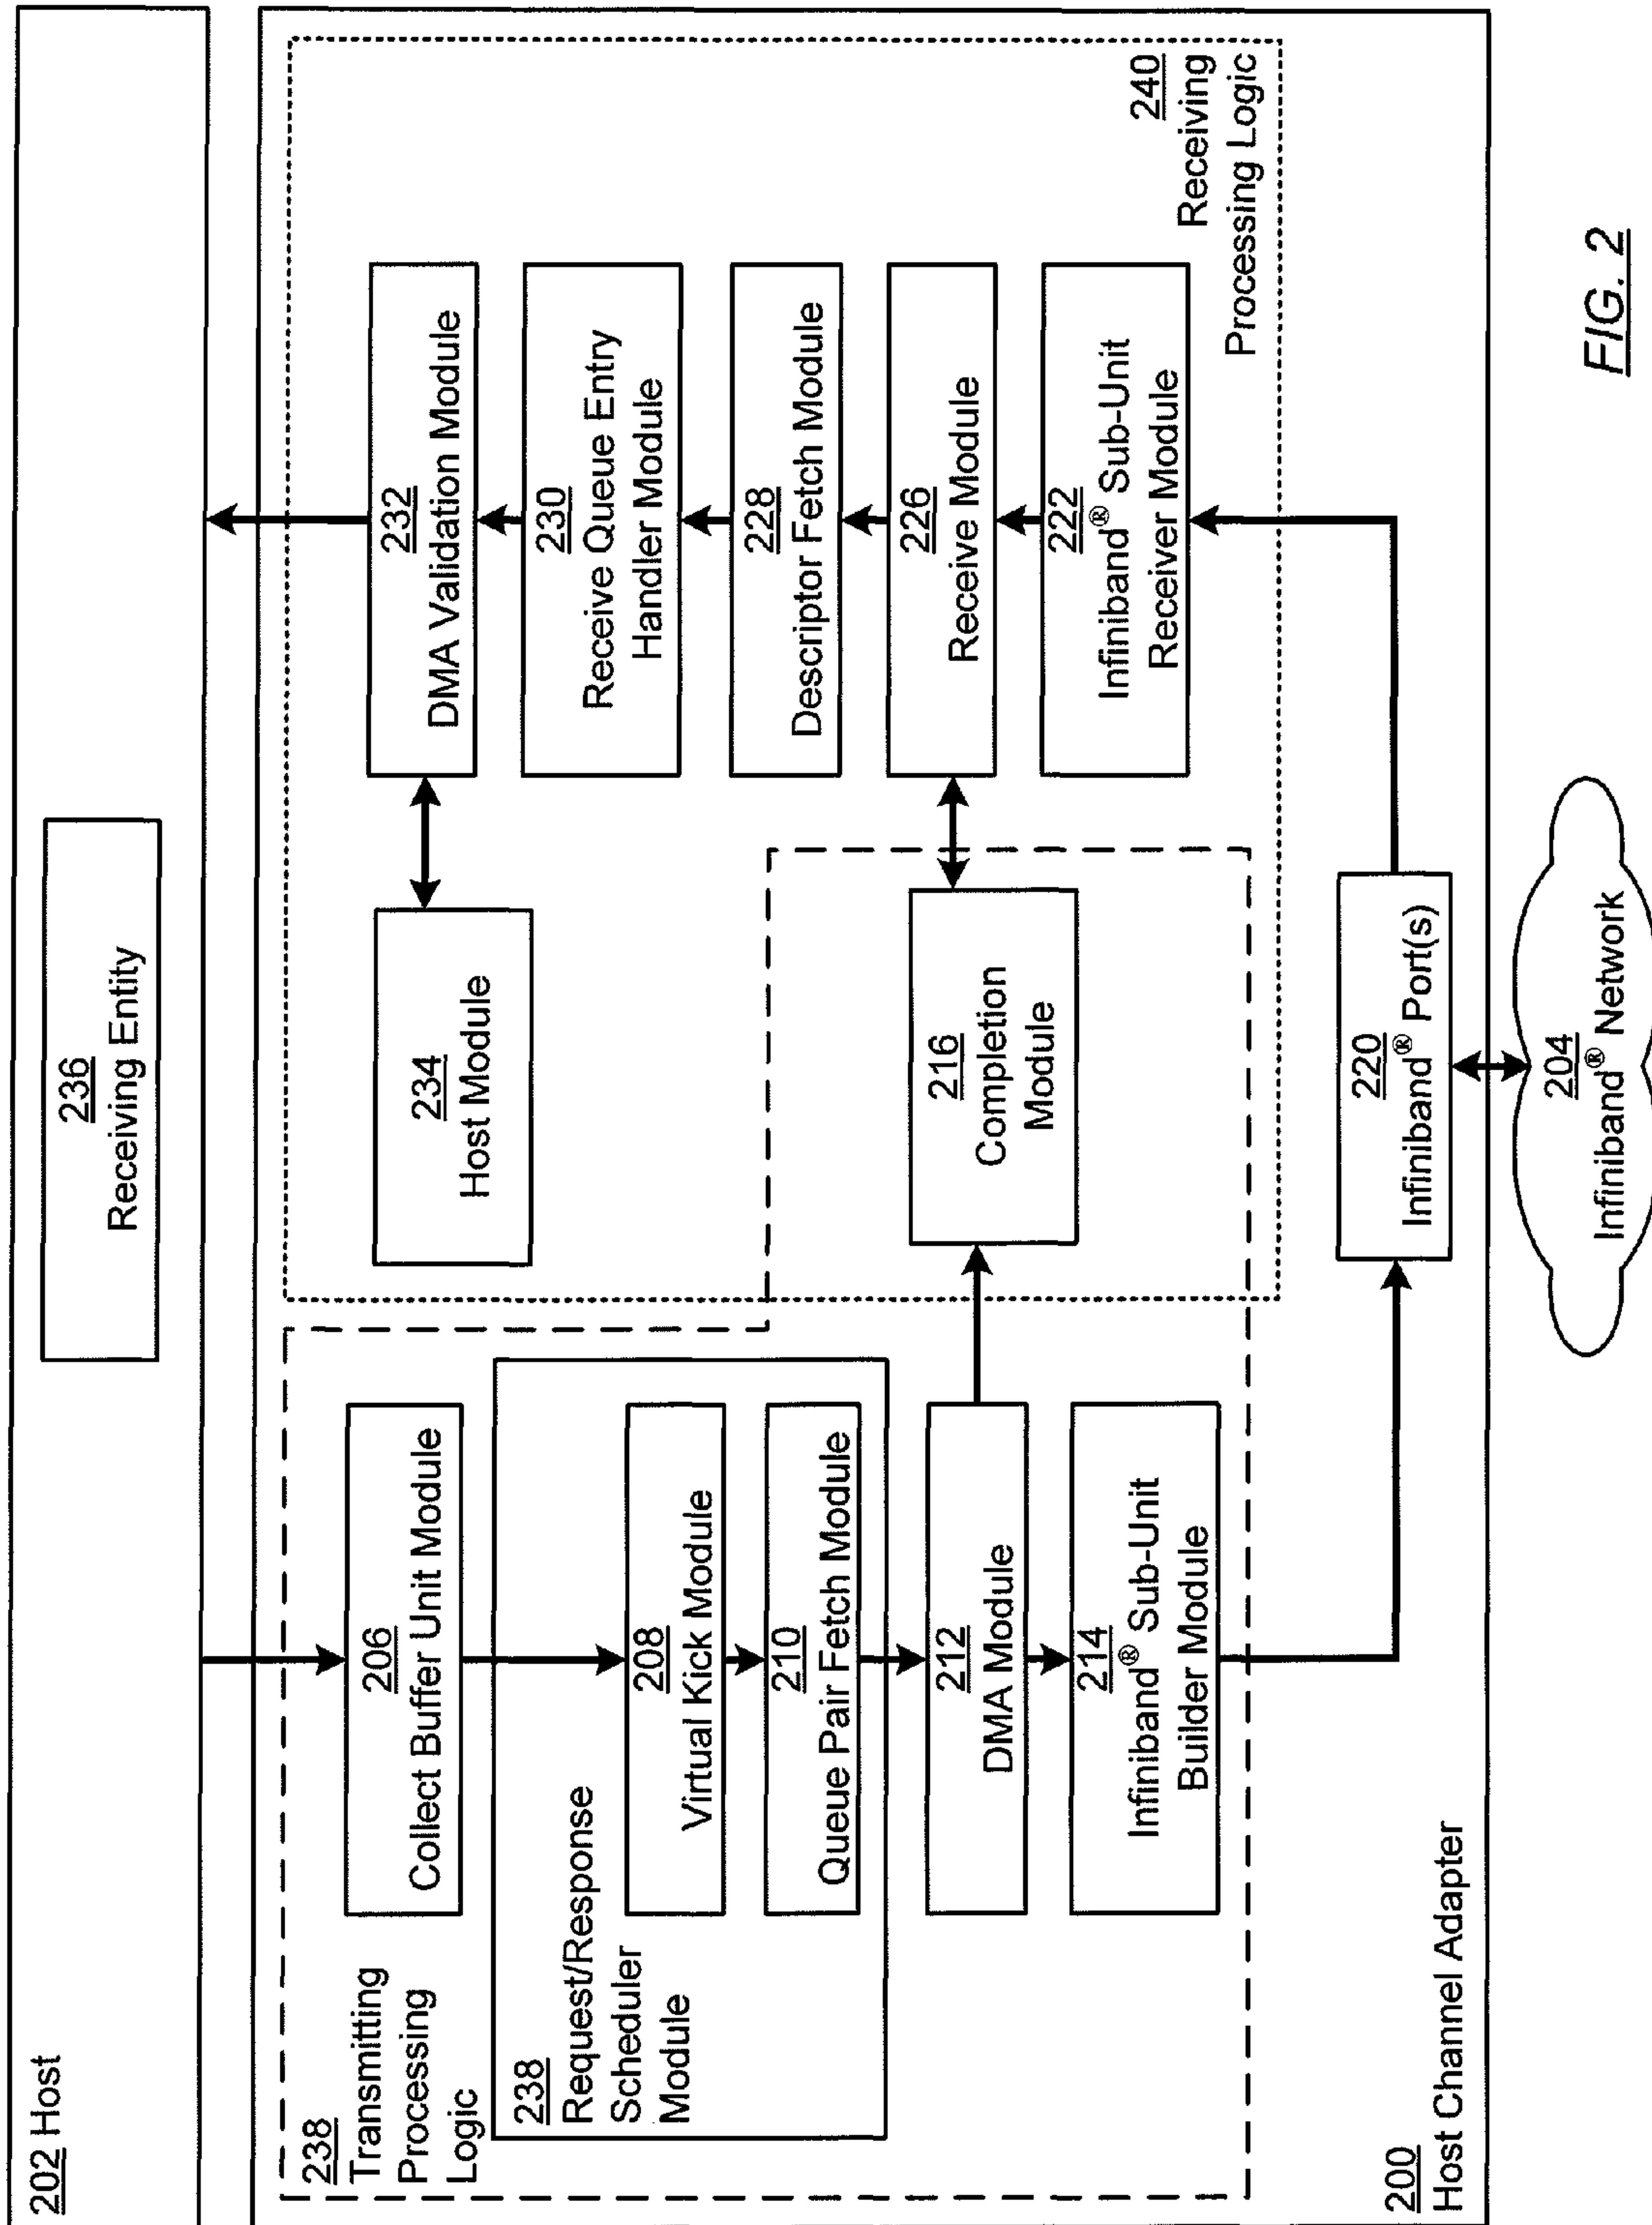 202 Host
236
Receiving Entity
238
Transmitting
Processing
Logic
206
Collect Buffer Unit Module
238
Request/Response
Scheduler
Module
208
Virtual Kick Module
210
Queue Pair Fetch Module
212
DMA Module
214
Infiniband® Sub-Unit
Builder Module
234
Host Module
216
Completion
Module
232
DMA Validation Module
230
Receive Queue Entry
Handler Module
228
Descriptor Fetch Module
226
Receive Module
222
Infiniband® Sub-Unit
Receiver Module
240
Receiving
Processing Logic
220
Infiniband® Port(s)
200
Host Channel Adapter
204
Infiniband® Network
FIG. 2